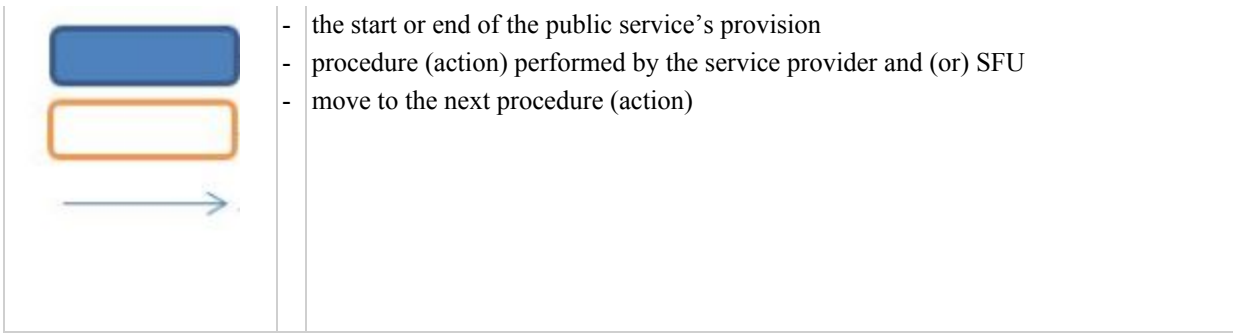 - the start or end of the public service’s provision
- procedure (action) performed by the service provider and (or) SFU
- move to the next procedure (action)